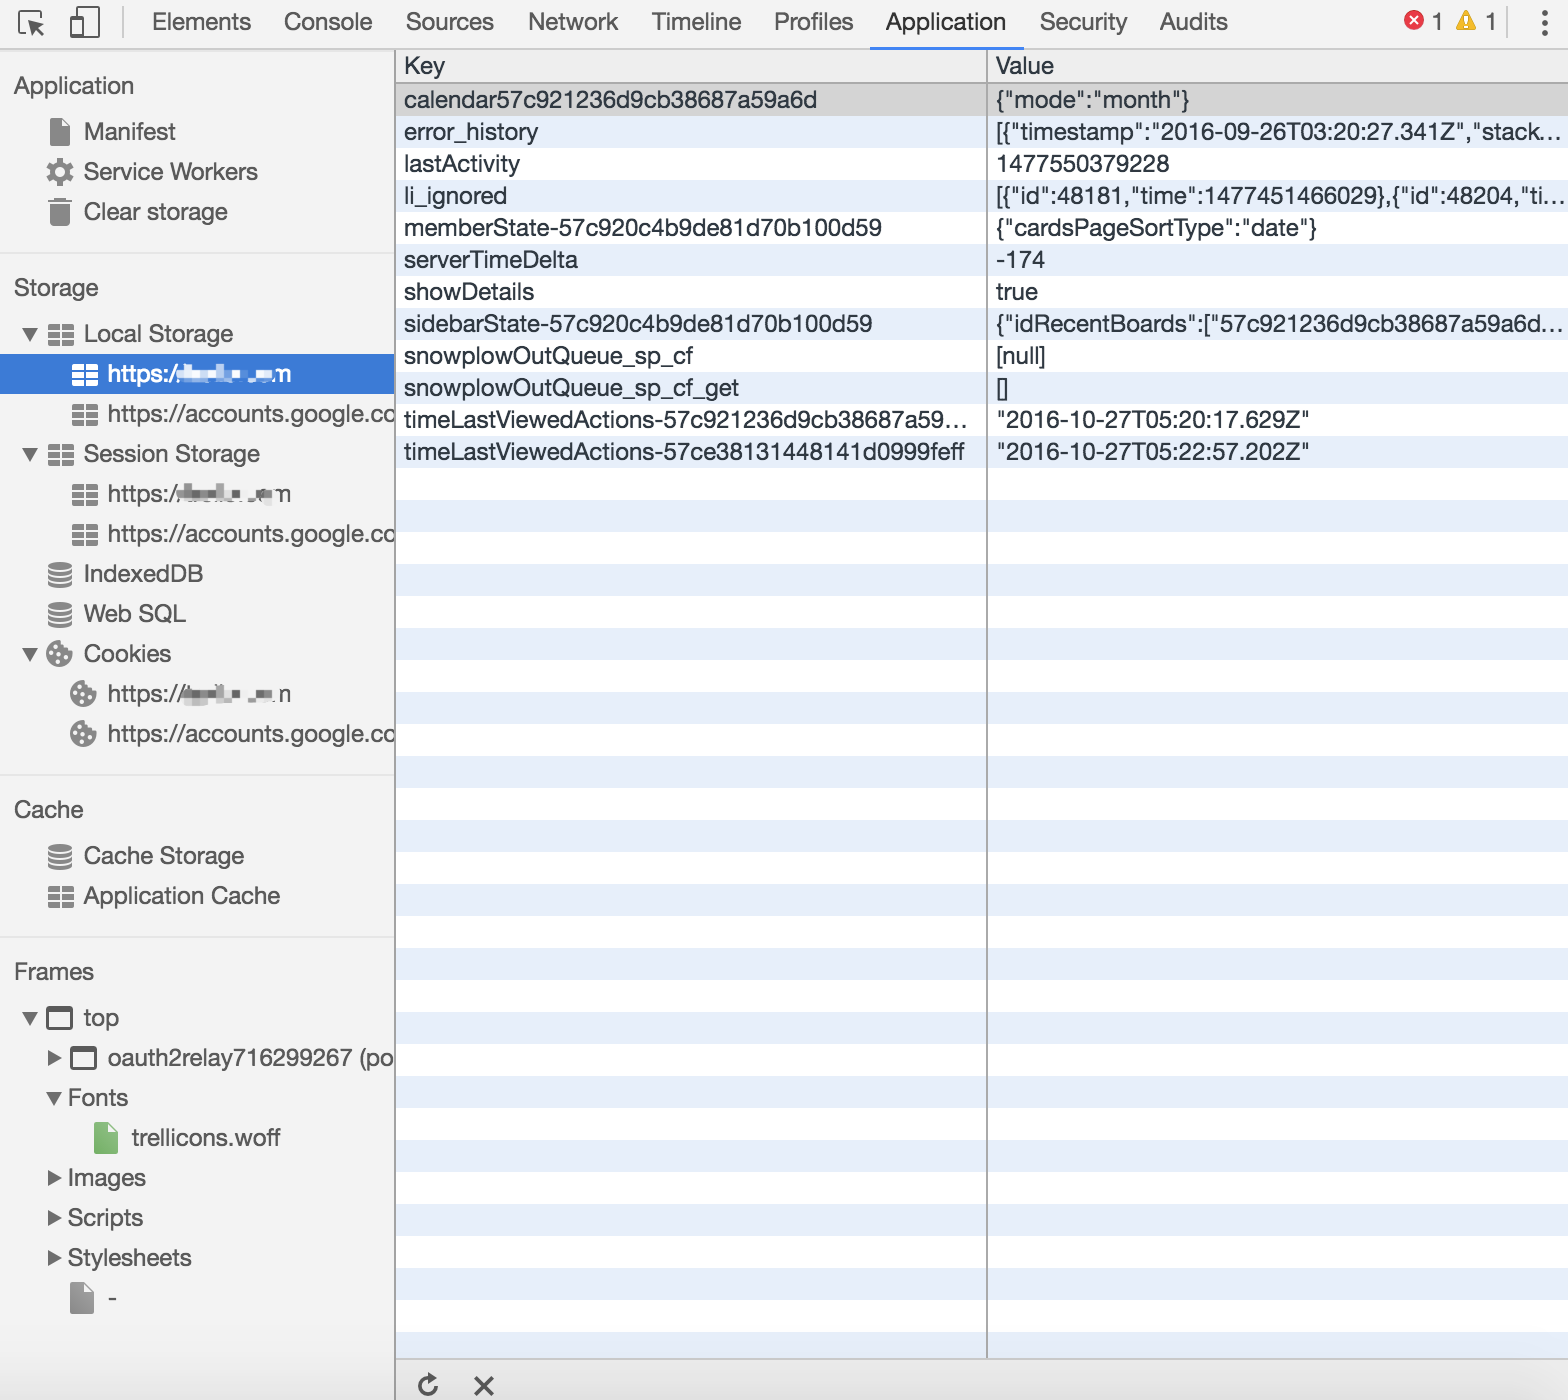 Elements Console Sources Network Timeline Profiles Application Security Audits 1 1
Application
Manifest
Service Workers
Clear storage
Storage
Local Storage
https:/
https://accounts.google.co
Session Storage
https:/
https://accounts.google.co
IndexedDB
Web SQL
Cookies
https://
https://accounts.google.co
Cache
Cache Storage
Application Cache
Frames
top
oauth2relay716299267 (po
Fonts
trellicons.woff
Images
Scripts
Stylesheets
-
Key Value
calendar57c921236d9cb38687a59a6d {"mode":"month"}
error_history [{"timestamp":"2016-09-26T03:20:27.341Z","stack...
lastActivity 1477550379228
li_ignored [{"id":48181,"time":1477451466029},{"id":48204,"ti...
memberState-57c920c4b9de81d70b100d59 {"cardsPageSortType":"date"}
serverTimeDelta -174
showDetails true
sidebarState-57c920c4b9de81d70b100d59 {"idRecentBoards":["57c921236d9cb38687a59a6d...
snowplowOutQueue_sp_cf [null]
snowplowOutQueue_sp_cf_get []
timeLastViewedActions-57c921236d9cb38687a59... "2016-10-27T05:20:17.629Z"
timeLastViewedActions-57ce38131448141d0999feff "2016-10-27T05:22:57.202Z"